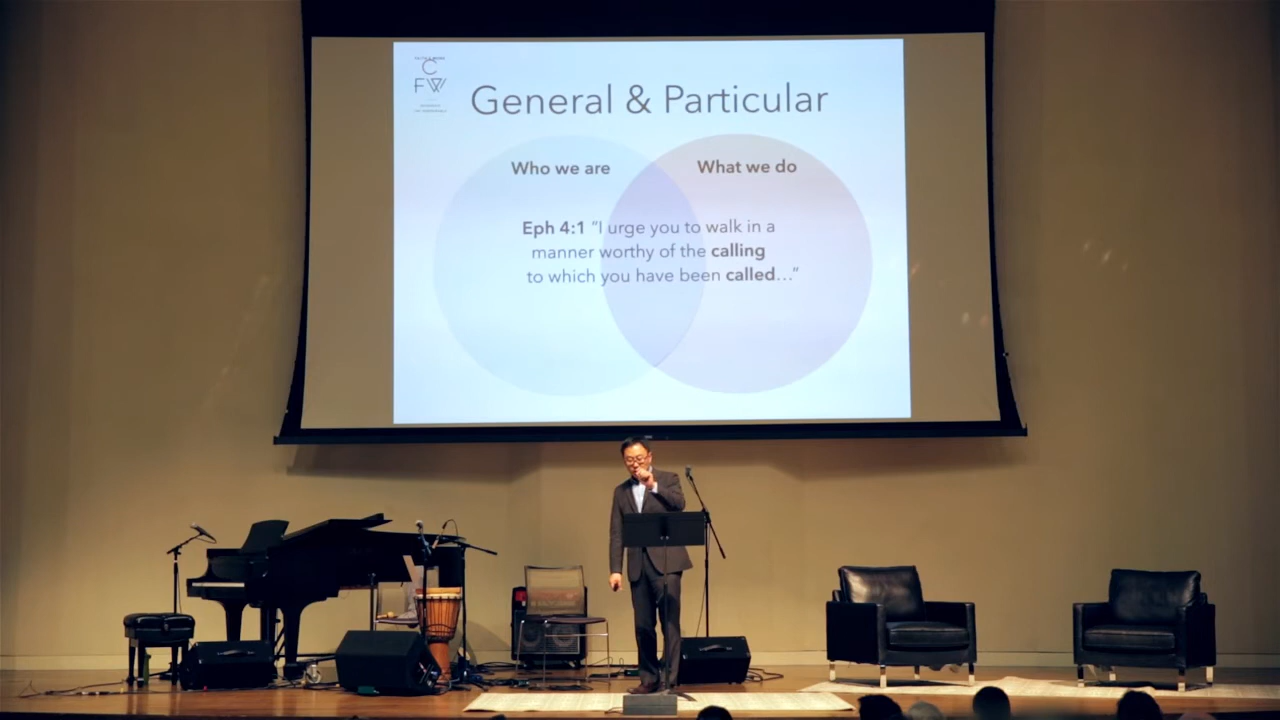 C
FW
General & Particular
Who we are
What we do
Eph 4:1 “I urge you to walk in a
manner worthy of the calling
to which you have been called…”